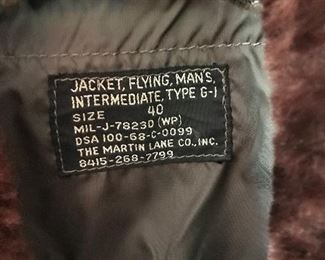 JACKET, FLYING, MAN'S,
INTERMEDIATE, TYPE G-1
SIZE 40
MIL-J-7823D (WP)
DSA 100-68-C-0099
THE MARTIN LANE CO., INC.
8415-268-7799